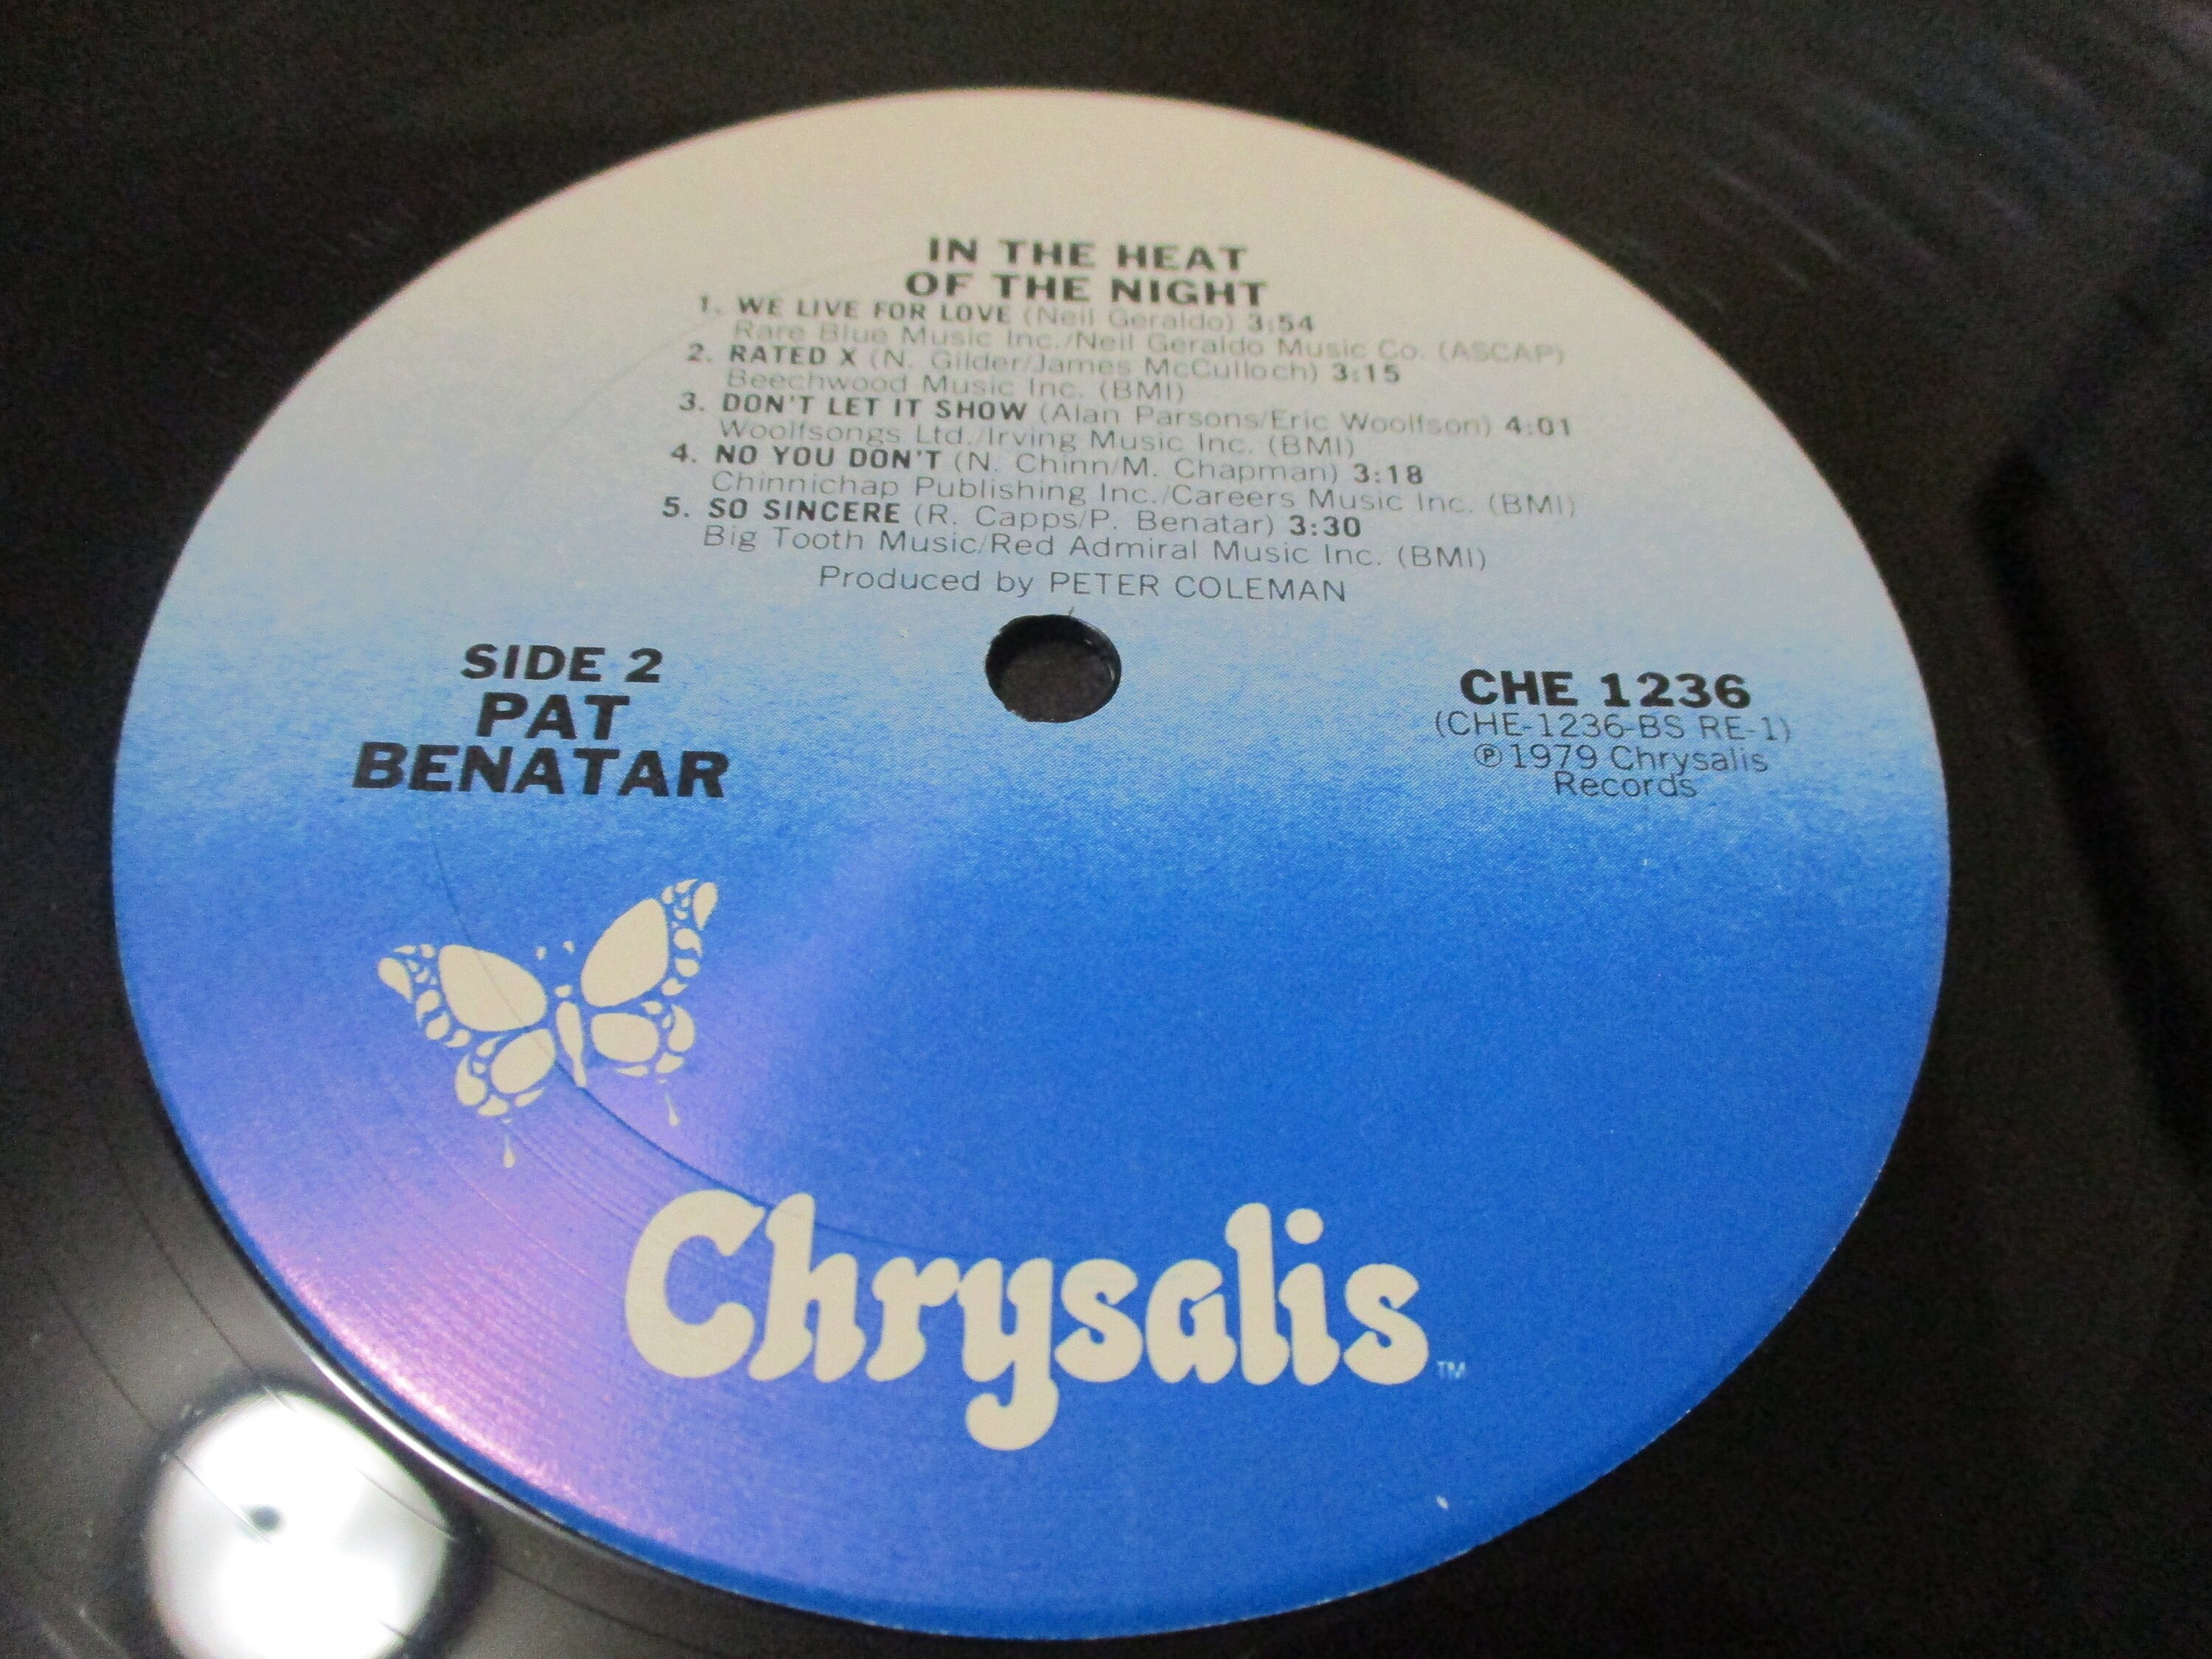 IN THE HEAT
OF THE NIGHT
1. WE LIVE FOR LOVE (Neil Geraldo) 3:54
Rare Blue Music Inc./Neil Geraldo Music Co. (ASCAP)
2. RATED X (N. Gilder/James McCulloch) 3:15
Beechwood Music Inc. (BMI)
3. DON'T LET IT SHOW (Alan Parsons/Eric Woolfson) 4:01
Woolfsongs Ltd./Irving Music Inc. (BMI)
4. NO YOU DON'T (N. Chinn/M. Chapman) 3:18
Chinnichap Publishing Inc./Careers Music Inc. (BMI)
5. SO SINCERE (R. Capps/P. Benatar) 3:30
Big Tooth Music/Red Admiral Music Inc. (BMI)
Produced by PETER COLEMAN
SIDE 2
PAT
BENATAR
CHE 1236
(CHE-1236-BS RE-1)
℗1979 Chrysalis
Records
Chrysalis TM